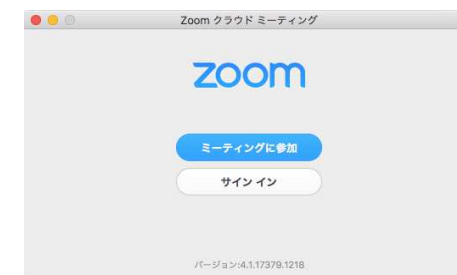 Zoom クラウド ミーティング
zoom
ミーティングに参加
サイン イン
バージョン:4.1.17379.1218